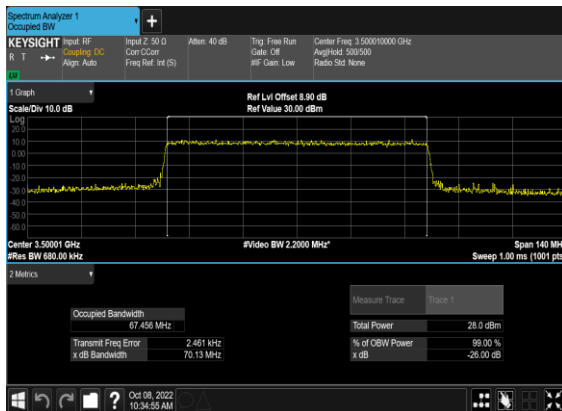 Spectrum Analyzer 1
Occupied BW
KEYSIGHT
R T
Input: RF
Coupling: DC
Align: Auto
Input Z: 50 Ω
Corr CCorr
Freq Ref: Int (S)
Atten: 40 dB
Trig: Free Run
Gate: Off
#IF Gain: Low
Center Freq: 3.500010000 GHz
Avg|Hold: 500/500
Radio Std: None
1 Graph
Scale/Div 10.0 dB
Ref Lvl Offset 8.90 dB
Ref Value 30.00 dBm
Log
20.0
10.0
0.00
-10.0
-20.0
-30.0
-40.0
-50.0
-60.0
Center 3.50001 GHz
#Res BW 680.00 kHz
#Video BW 2.2000 MHz*
Span 140 MH
Sweep 1.00 ms (1001 pts
2 Metrics
Measure Trace Trace 1
Occupied Bandwidth
67.456 MHz
Total Power 28.0 dBm
Transmit Freq Error 2.461 kHz
% of OBW Power 99.00 %
x dB Bandwidth 70.13 MHz
x dB -26.00 dB
?
Oct 08, 2022
10:34:55 AM